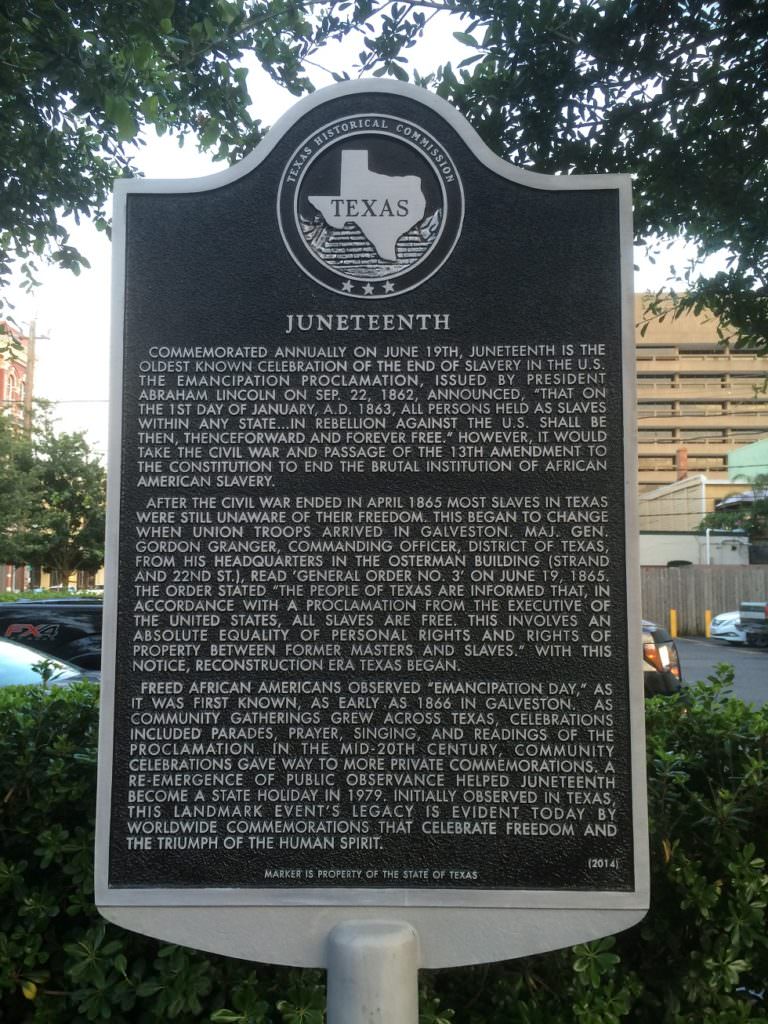 TEXAS HISTORICAL COMMISSION
TEXAS
JUNETEENTH
COMMEMORATED ANNUALLY ON JUNE 19TH, JUNETEENTH IS THE
OLDEST KNOWN CELEBRATION OF THE END OF SLAVERY IN THE U.S.
THE EMANCIPATION PROCLAMATION, ISSUED BY PRESIDENT
ABRAHAM LINCOLN ON SEP. 22, 1862, ANNOUNCED, "THAT ON
THE 1ST DAY OF JANUARY, A.D. 1863, ALL PERSONS HELD AS SLAVES
WITHIN ANY STATE...IN REBELLION AGAINST THE U.S. SHALL BE
THEN, THENCEFORWARD AND FOREVER FREE." HOWEVER, IT WOULD
TAKE THE CIVIL WAR AND PASSAGE OF THE 13TH AMENDMENT TO
THE CONSTITUTION TO END THE BRUTAL INSTITUTION OF AFRICAN
AMERICAN SLAVERY.
AFTER THE CIVIL WAR ENDED IN APRIL 1865 MOST SLAVES IN TEXAS
WERE STILL UNAWARE OF THEIR FREEDOM. THIS BEGAN TO CHANGE
WHEN UNION TROOPS ARRIVED IN GALVESTON. MAJ. GEN.
GORDON GRANGER, COMMANDING OFFICER, DISTRICT OF TEXAS,
FROM HIS HEADQUARTERS IN THE OSTERMAN BUILDING (STRAND
AND 22ND ST.), READ 'GENERAL ORDER NO. 3' ON JUNE 19, 1865.
THE ORDER STATED "THE PEOPLE OF TEXAS ARE INFORMED THAT, IN
ACCORDANCE WITH A PROCLAMATION FROM THE EXECUTIVE OF
THE UNITED STATES, ALL SLAVES ARE FREE. THIS INVOLVES AN
ABSOLUTE EQUALITY OF PERSONAL RIGHTS AND RIGHTS OF
PROPERTY BETWEEN FORMER MASTERS AND SLAVES." WITH THIS
NOTICE, RECONSTRUCTION ERA TEXAS BEGAN.
FREED AFRICAN AMERICANS OBSERVED "EMANCIPATION DAY," AS
IT WAS FIRST KNOWN, AS EARLY AS 1866 IN GALVESTON. AS
COMMUNITY GATHERINGS GREW ACROSS TEXAS, CELEBRATIONS
INCLUDED PARADES, PRAYER, SINGING, AND READINGS OF THE
PROCLAMATION. IN THE MID-20TH CENTURY, COMMUNITY
CELEBRATIONS GAVE WAY TO MORE PRIVATE COMMEMORATIONS. A
RE-EMERGENCE OF PUBLIC OBSERVANCE HELPED JUNETEENTH
BECOME A STATE HOLIDAY IN 1979. INITIALLY OBSERVED IN TEXAS,
THIS LANDMARK EVENT'S LEGACY IS EVIDENT TODAY BY
WORLDWIDE COMMEMORATIONS THAT CELEBRATE FREEDOM AND
THE TRIUMPH OF THE HUMAN SPIRIT.
(2014)
MARKER IS PROPERTY OF THE STATE OF TEXAS
FX4